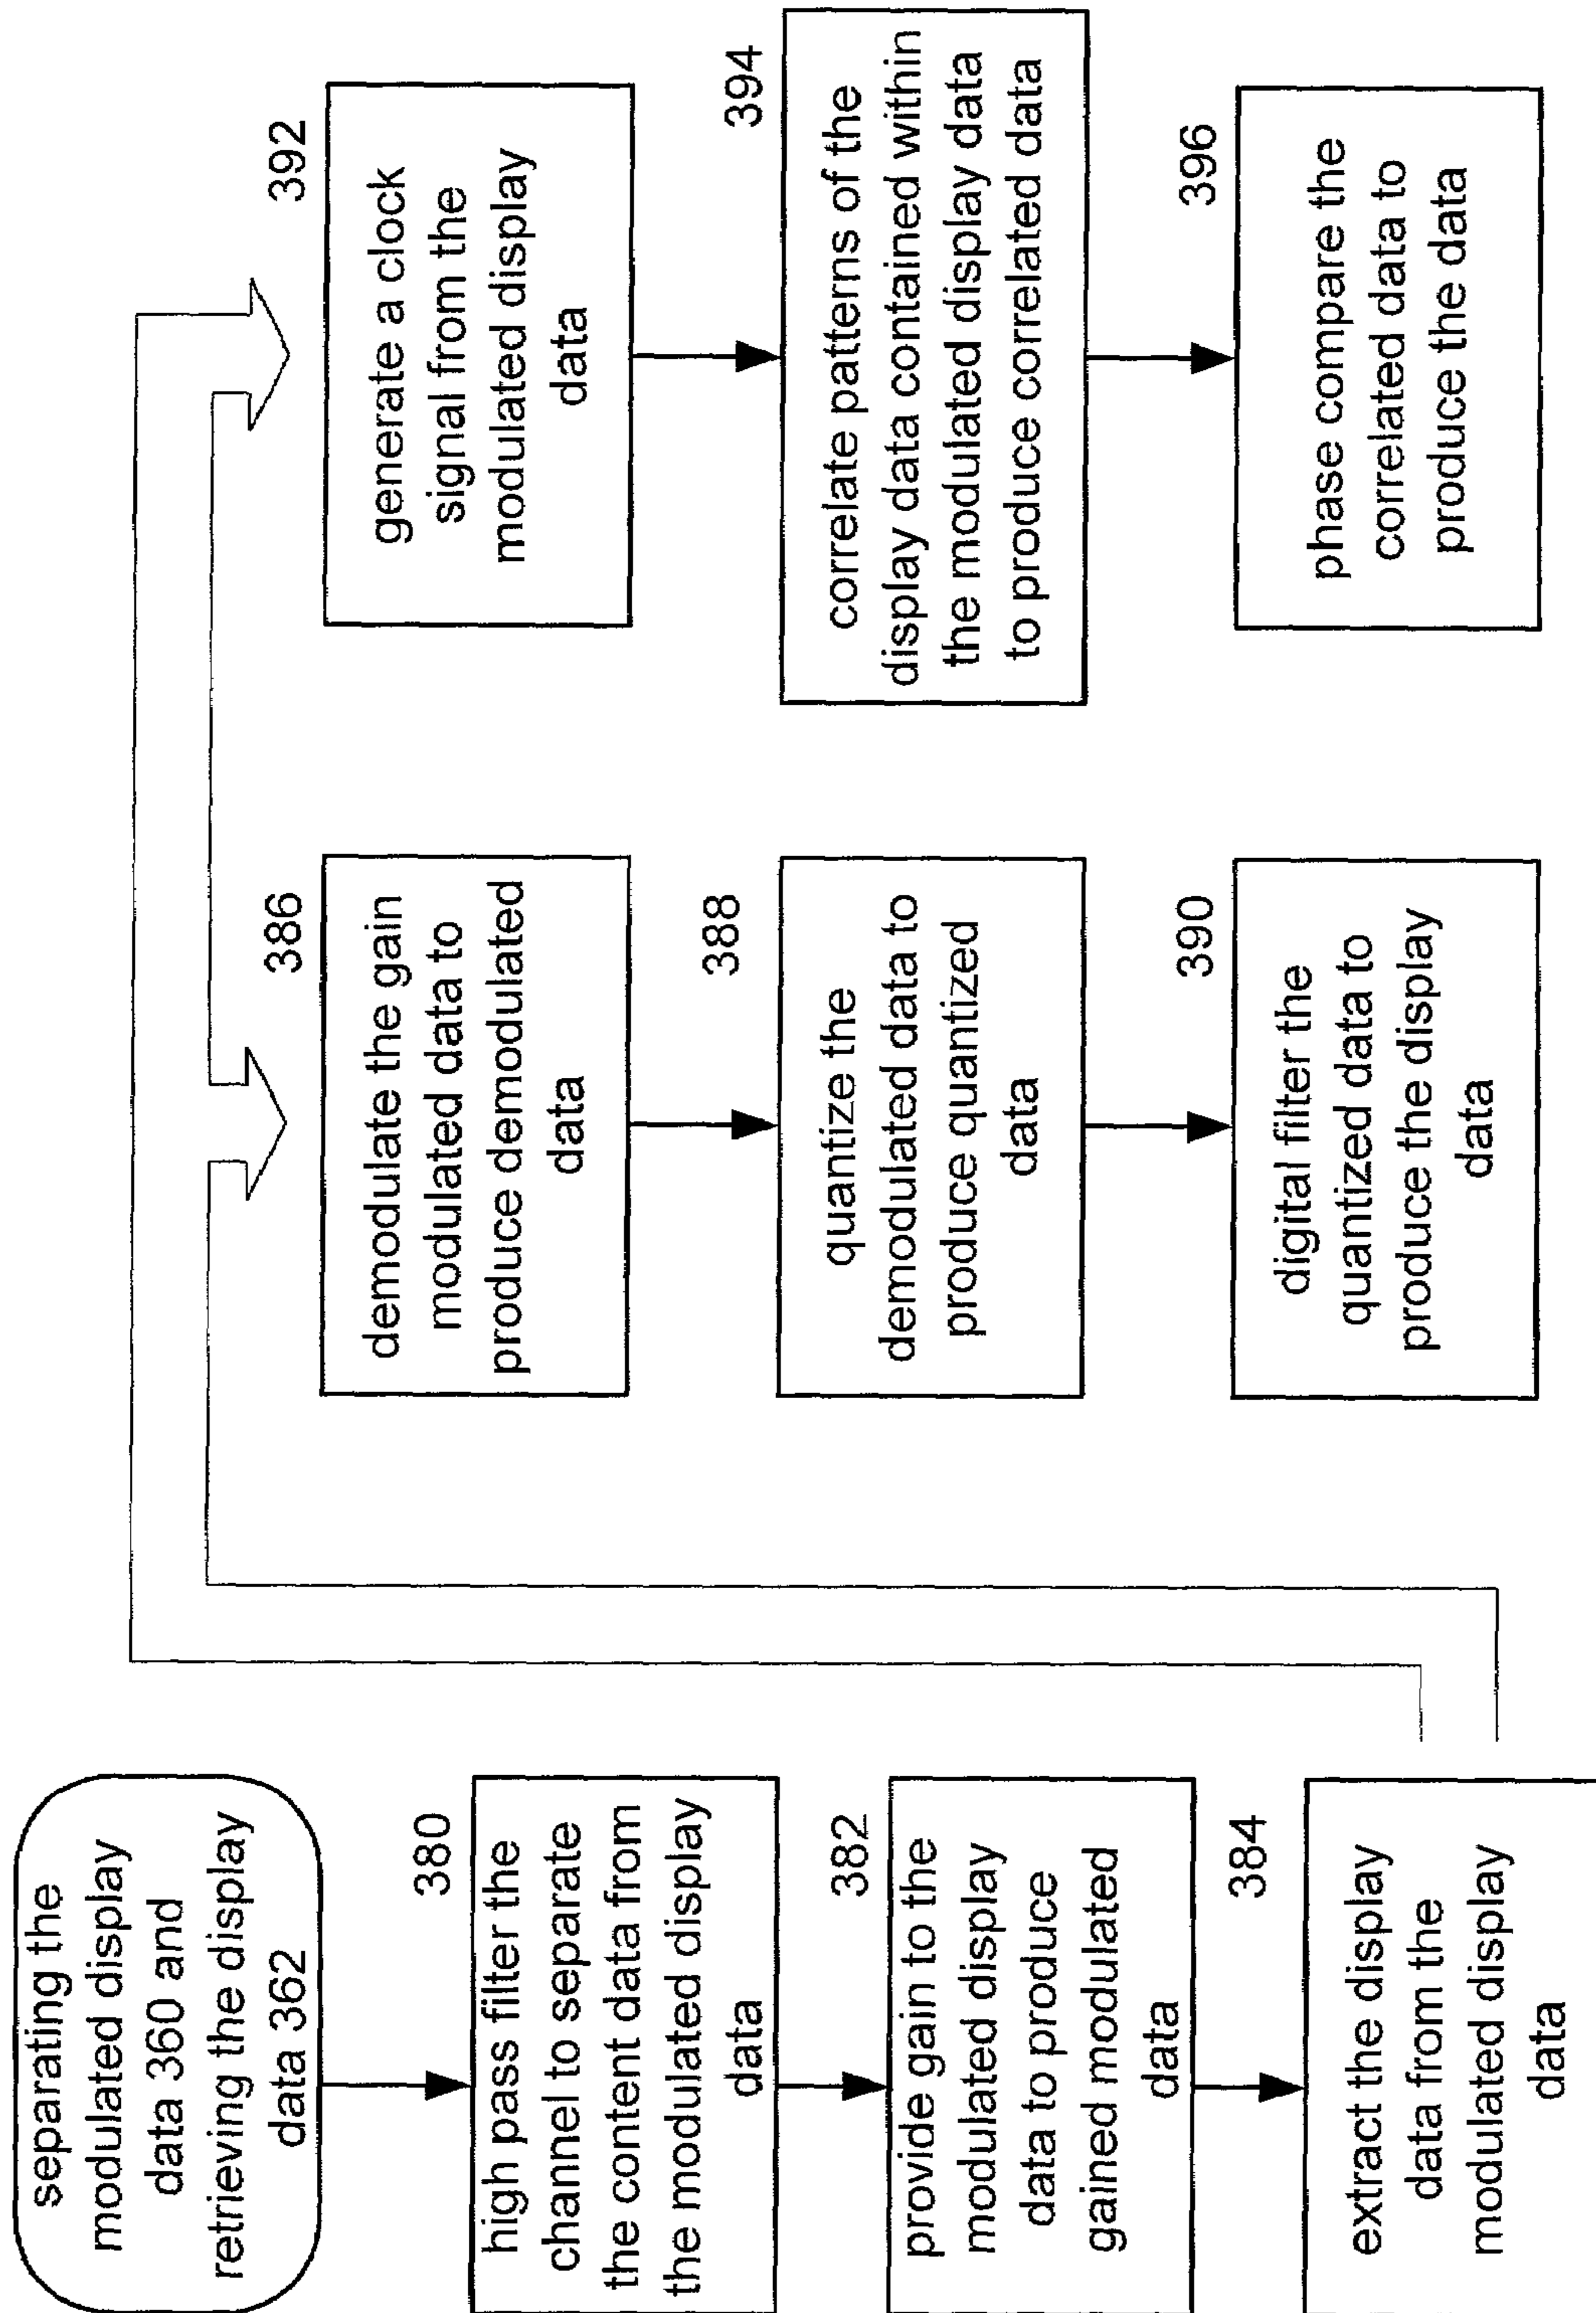 separating the
modulated display
data 360 and
retrieving the display
data 362
380
high pass filter the
channel to separate
the content data from
the modulated display
data
382
provide gain to the
modulated display
data to produce
gained modulated
data
384
extract the display
data from the
modulated display
data
386
demodulate the gain
modulated data to
produce demodulated
data
388
quantize the
demodulated data to
produce quantized
data
390
digital filter the
quantized data to
produce the display
data
392
generate a clock
signal from the
modulated display
data
394
correlate patterns of the
display data contained within
the modulated display data
to produce correlated data
396
phase compare the
correlated data to
produce the data